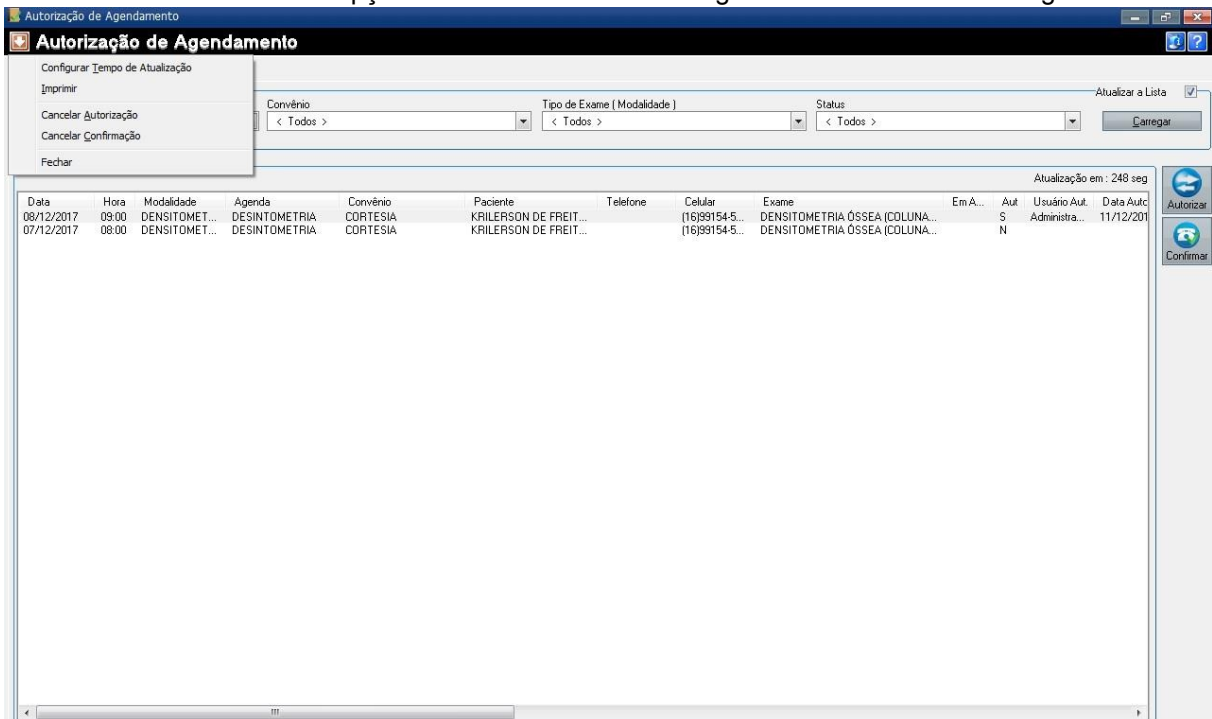 Autorização de Agendamento
Autorização de Agendamento
Configurar Tempo de Atualização
Imprimir
Cancelar Autorização
Cancelar Confirmação
Fechar
Atualizar a Lista
Convênio Tipo de Exame ( Modalidade ) Status
< Todos > < Todos > < Todos > Carregar
Atualização em : 248 seg
Data Hora Modalidade Agenda Convênio Paciente Telefone Celular Exame Em A... Aut Usuário Aut. Data Auto
08/12/2017 09:00 DENSITOMET... DESINTOMETRIA CORTESIA KRILERSON DE FREIT... (16)99154-5... DENSITOMETRIA ÓSSEA (COLUNA... S Administra... 11/12/201
07/12/2017 08:00 DENSITOMET... DESINTOMETRIA CORTESIA KRILERSON DE FREIT... (16)99154-5... DENSITOMETRIA ÓSSEA (COLUNA... N
Autorizar
Confirmar